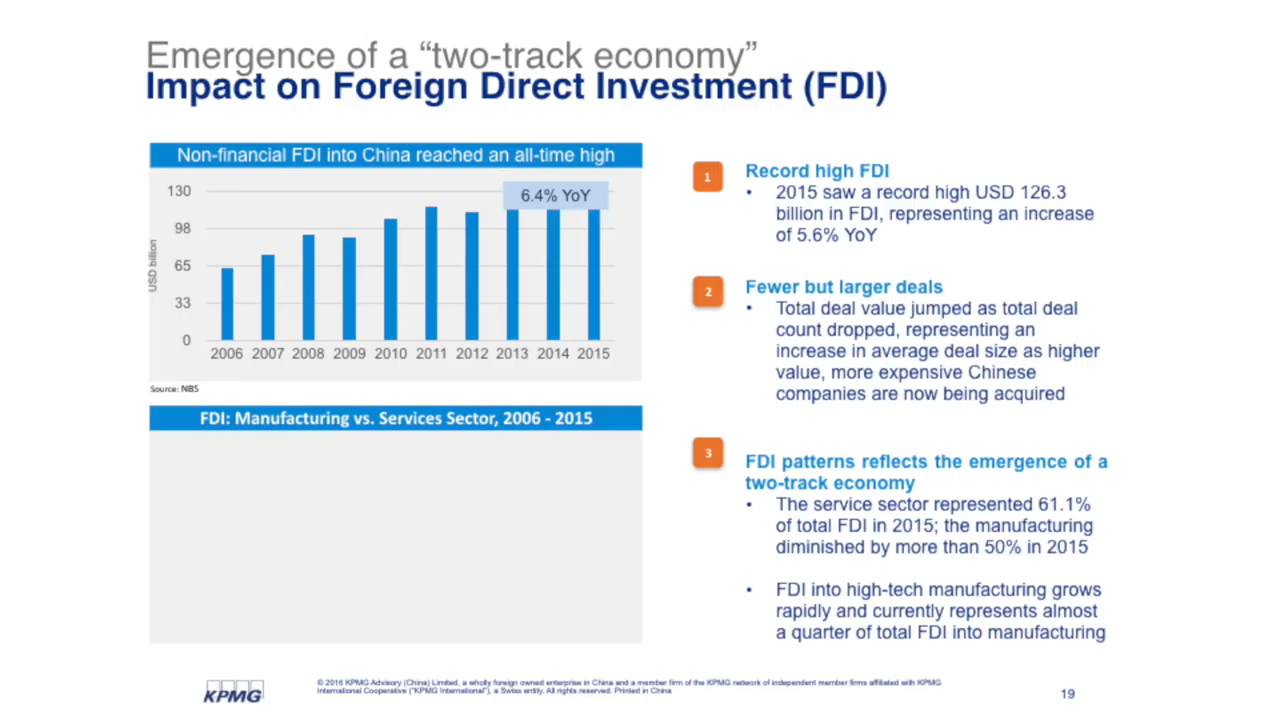 Emergence of a “two-track economy”
Impact on Foreign Direct Investment (FDI)
Non-financial FDI into China reached an all-time high
130
98
65
33
0
USD billion
6.4% YoY
2006 2007 2008 2009 2010 2011 2012 2013 2014 2015
Source: NBS
FDI: Manufacturing vs. Services Sector, 2006 - 2015
1
Record high FDI
• 2015 saw a record high USD 126.3
billion in FDI, representing an increase
of 5.6% YoY
2
Fewer but larger deals
• Total deal value jumped as total deal
count dropped, representing an
increase in average deal size as higher
value, more expensive Chinese
companies are now being acquired
3
FDI patterns reflects the emergence of a
two-track economy
• The service sector represented 61.1%
of total FDI in 2015; the manufacturing
diminished by more than 50% in 2015
• FDI into high-tech manufacturing grows
rapidly and currently represents almost
a quarter of total FDI into manufacturing
KPMG
© 2016 KPMG Advisory (China) Limited, a wholly foreign owned enterprise in China and a member firm of the KPMG network of independent member firms affiliated with KPMG
International Cooperative ("KPMG International"), a Swiss entity. All rights reserved. Printed in China
19